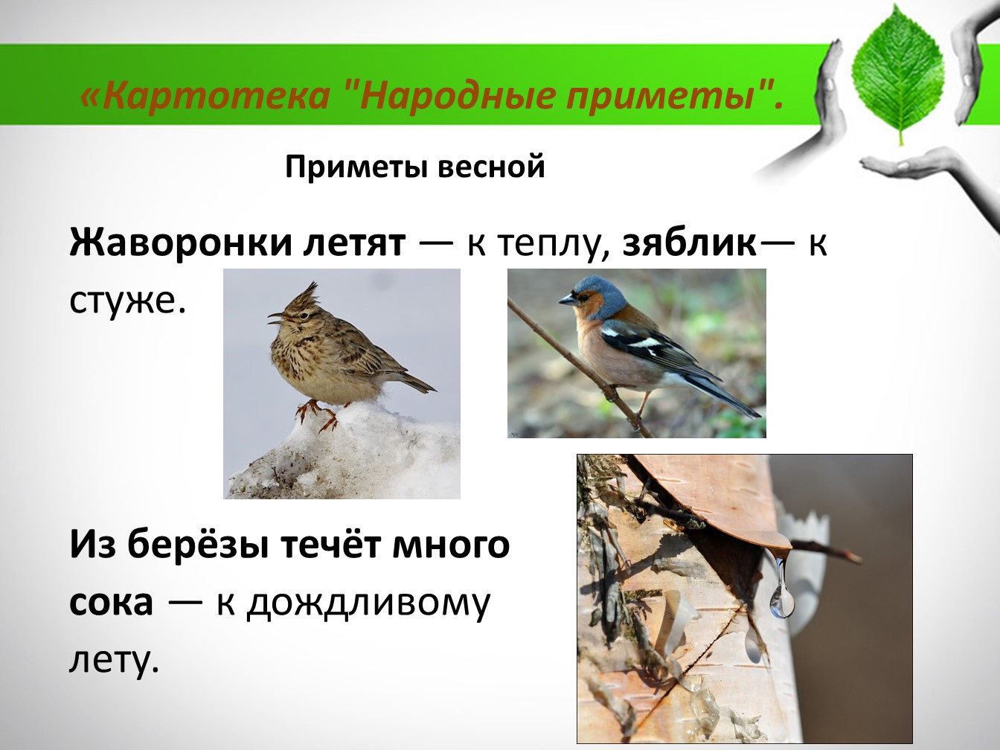 «Картотека "Народные приметы".
Приметы весной
Жаворонки летят — к теплу, зяблик— к
стуже.
Из берёзы течёт много
сока — к дождливому
лету.